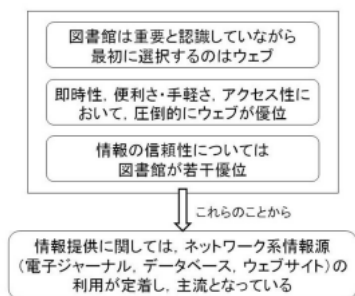 図書館は重要と認識していながら
最初に選択するのはウェブ
即時性，便利さ・手軽さ，アクセス性に
おいて，圧倒的にウェブが優位
情報の信頼性については
図書館が若干優位
これらのことから
情報提供に関しては，ネットワーク系情報源
（電子ジャーナル，データベース，ウェブサイト）の
利用が定着し，主流となっている